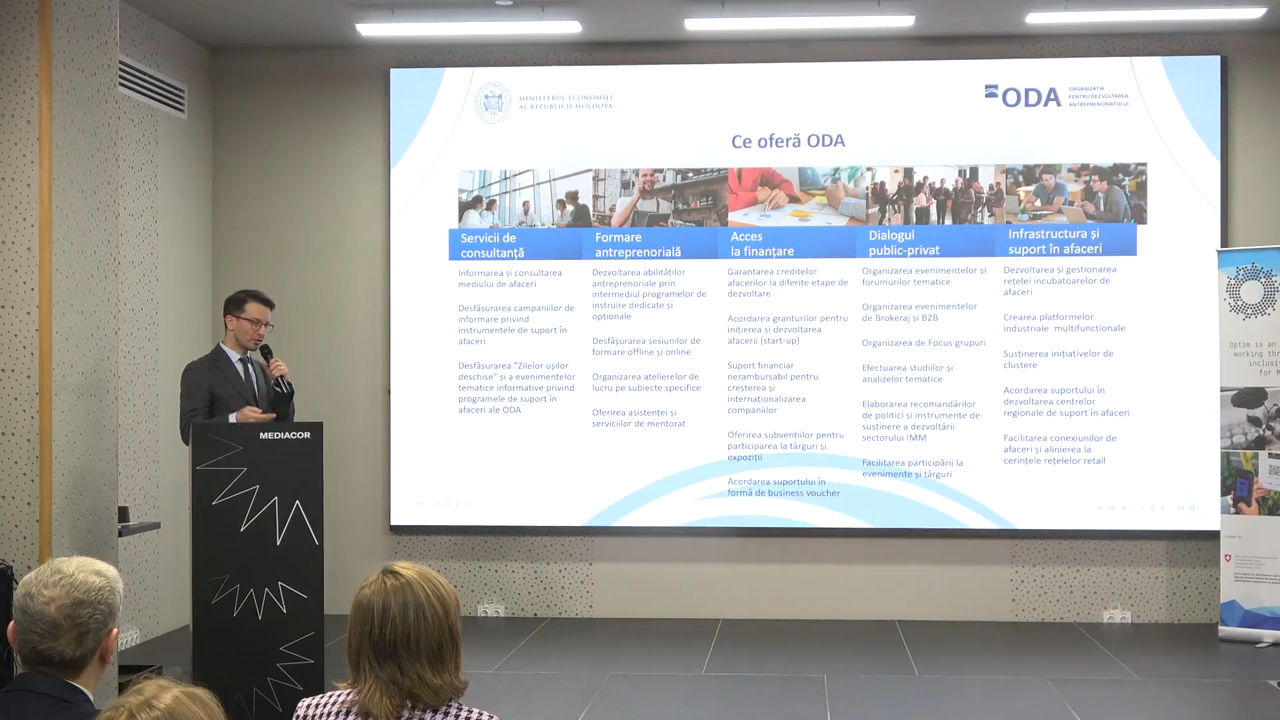 MINISTERUL ECONOMIEI
AL REPUBLICII MOLDOVA
ODA
ORGANIZAȚIA
PENTRU DEZVOLTAREA
ANTREPRENORIATULUI
Ce oferă ODA
Servicii de
consultanță
Informarea și consultarea
mediului de afaceri
Desfășurarea campaniilor de
informare privind
instrumentele de suport în
afaceri
Desfășurarea "Zilelor ușilor
deschise" și a evenimentelor
tematice informative privind
programele de suport în
afaceri ale ODA
Formare
antreprenorială
Dezvoltarea abilităților
antreprenoriale prin
intermediul programelor de
instruire dedicate și
opționale
Desfășurarea sesiunilor de
formare offline și online
Organizarea atelierelor de
lucru pe subiecte specifice
Oferirea asistenței și
serviciilor de mentorat
Acces
la finanțare
Garantarea creditelor
afacerilor la diferite etape de
dezvoltare
Acordarea granturilor pentru
inițierea și dezvoltarea
afacerii (start-up)
Suport financiar
nerambursabil pentru
creșterea și
internaționalizarea
companiilor
Oferirea subvențiilor pentru
participarea la târguri și
expoziții
Acordarea suportului în
formă de business voucher
Dialogul
public-privat
Organizarea evenimentelor și
forumurilor tematice
Organizarea evenimentelor
de Brokeraj și B2B
Organizarea de Focus grupuri
Efectuarea studiilor și
analizelor tematice
Elaborarea recomandărilor
de politici și instrumente de
susținere a dezvoltării
sectorului IMM
Facilitarea participării la
evenimente și târguri
Infrastructura și
suport în afaceri
Dezvoltarea și gestionarea
rețelei incubatoarelor de
afaceri
Crearea platformelor
industriale multifuncționale
Susținerea inițiativelor de
clustere
Acordarea suportului în
dezvoltarea centrelor
regionale de suport în afaceri
Facilitarea conexiunilor de
afaceri și alinierea la
cerințele rețelelor retail
www.oda.md
MEDIACOR
Optim is an
working thr
inclusi
for M